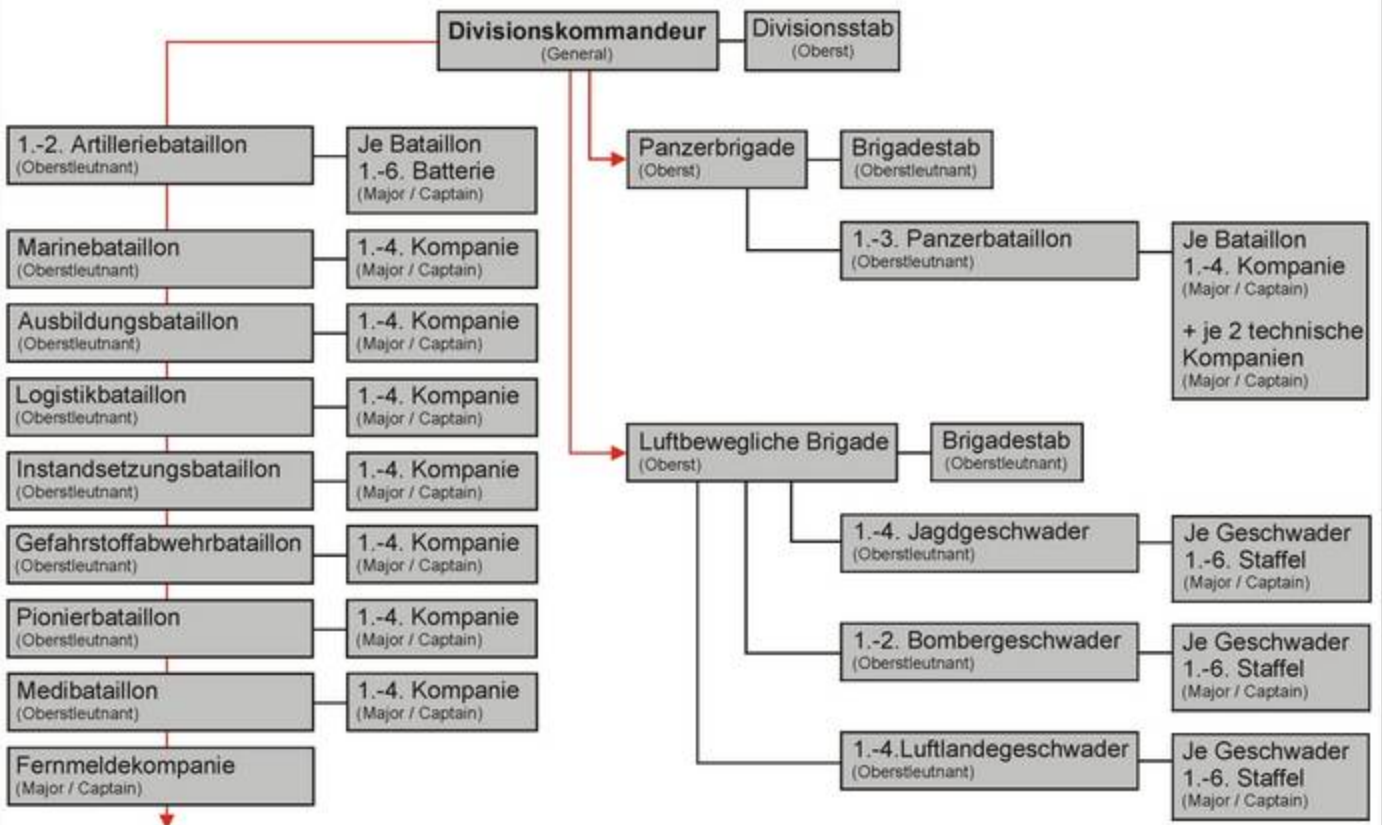 Divisionskommandeur
(General)
Divisionsstab
(Oberst)
1.-2. Artilleriebataillon
(Oberstleutnant)
Je Bataillon
1.-6. Batterie
(Major / Captain)
Marinebataillon
(Oberstleutnant)
1.-4. Kompanie
(Major / Captain)
Ausbildungsbataillon
(Oberstleutnant)
1.-4. Kompanie
(Major / Captain)
Logistikbataillon
(Oberstleutnant)
1.-4. Kompanie
(Major / Captain)
Instandsetzungsbataillon
(Oberstleutnant)
1.-4. Kompanie
(Major / Captain)
Gefahrstoffabwehrbataillon
(Oberstleutnant)
1.-4. Kompanie
(Major / Captain)
Pionierbataillon
(Oberstleutnant)
1.-4. Kompanie
(Major / Captain)
Medibataillon
(Oberstleutnant)
1.-4. Kompanie
(Major / Captain)
Fernmeldekompanie
(Major / Captain)
Panzerbrigade
(Oberst)
Brigadestab
(Oberstleutnant)
1.-3. Panzerbataillon
(Oberstleutnant)
Je Bataillon
1.-4. Kompanie
(Major / Captain)
+ je 2 technische
Kompanien
(Major / Captain)
Luftbewegliche Brigade
(Oberst)
Brigadestab
(Oberstleutnant)
1.-4. Jagdgeschwader
(Oberstleutnant)
Je Geschwader
1.-6. Staffel
(Major / Captain)
1.-2. Bombergeschwader
(Oberstleutnant)
Je Geschwader
1.-6. Staffel
(Major / Captain)
1.-4.Luftlandegeschwader
(Oberstleutnant)
Je Geschwader
1.-6. Staffel
(Major / Captain)